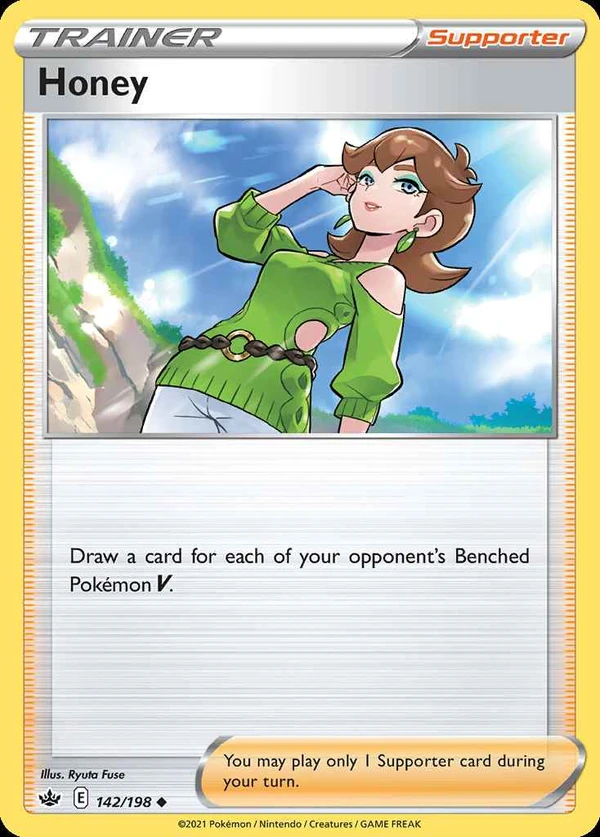 TRAINER
Supporter
Honey
Draw a card for each of your opponent's Benched
Pokémon V.
Illus. Ryuta Fuse
You may play only 1 Supporter card during
your turn.
E 142/198
©2021 Pokémon / Nintendo / Creatures / GAME FREAK